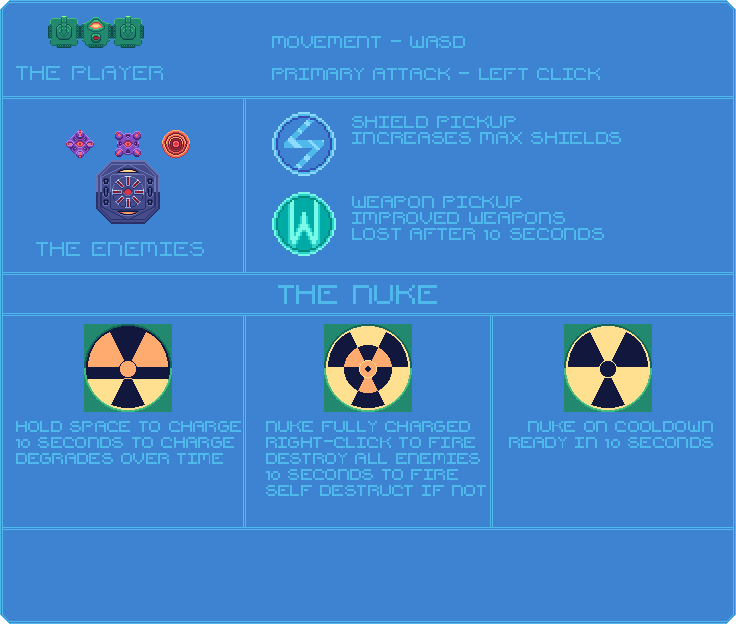 MOVEMENT - WASD
THE PLAYER
PRIMARY ATTACK - LEFT CLICK
SHIELD PICKUP
INCREASES MAX SHIELDS
W
WEAPON PICKUP
IMPROVED WEAPONS
LOST AFTER 10 SECONDS
THE ENEMIES
THE NUKE
HOLD SPACE TO CHARGE
10 SECONDS TO CHARGE
DEGRADES OVER TIME
NUKE FULLY CHARGED
RIGHT-CLICK TO FIRE
DESTROY ALL ENEMIES
10 SECONDS TO FIRE
SELF DESTRUCT IF NOT
NUKE ON COOLDOWN
READY IN 10 SECONDS